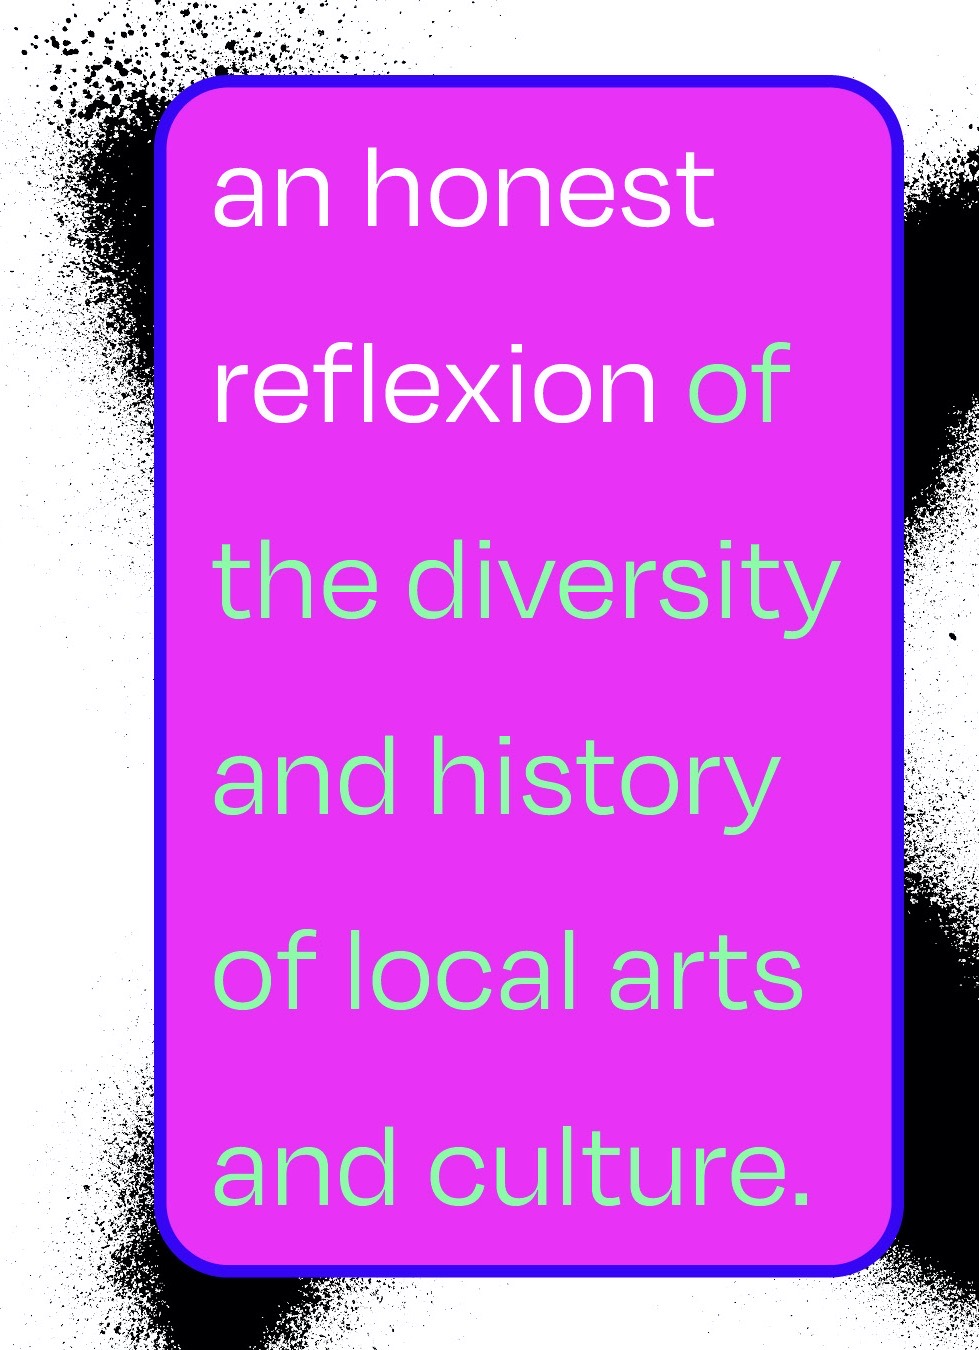 an honest
reflexion of
the diversity
and history
of local arts
and culture.